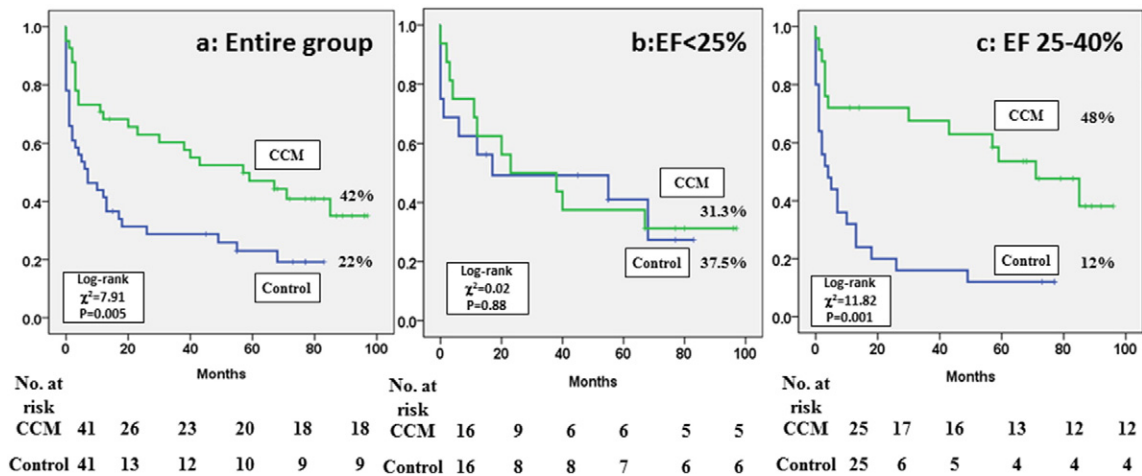 a: Entire group
1.0
0.8
0.6
0.4
0.2
0.0
CCM
42%
22%
Control
Log-rank
χ²=7.91
P=0.005
0 20 40 60 80 100
Months
b:EF<25%
1.0
0.8
0.6
0.4
0.2
0.0
CCM
31.3%
Control
37.5%
Log-rank
χ²=0.02
P=0.88
0 20 40 60 80 100
Months
c: EF 25-40%
1.0
0.8
0.6
0.4
0.2
0.0
CCM
48%
Control
12%
Log-rank
χ²=11.82
P=0.001
0 20 40 60 80 100
Months
No. at
risk
CCM 41 26 23 20 18 18
Control 41 13 12 10 9 9
No. at
risk
CCM 16 9 6 6 5 5
Control 16 8 8 7 6 6
No. at
risk
CCM 25 17 16 13 12 12
Control 25 6 5 4 4 4